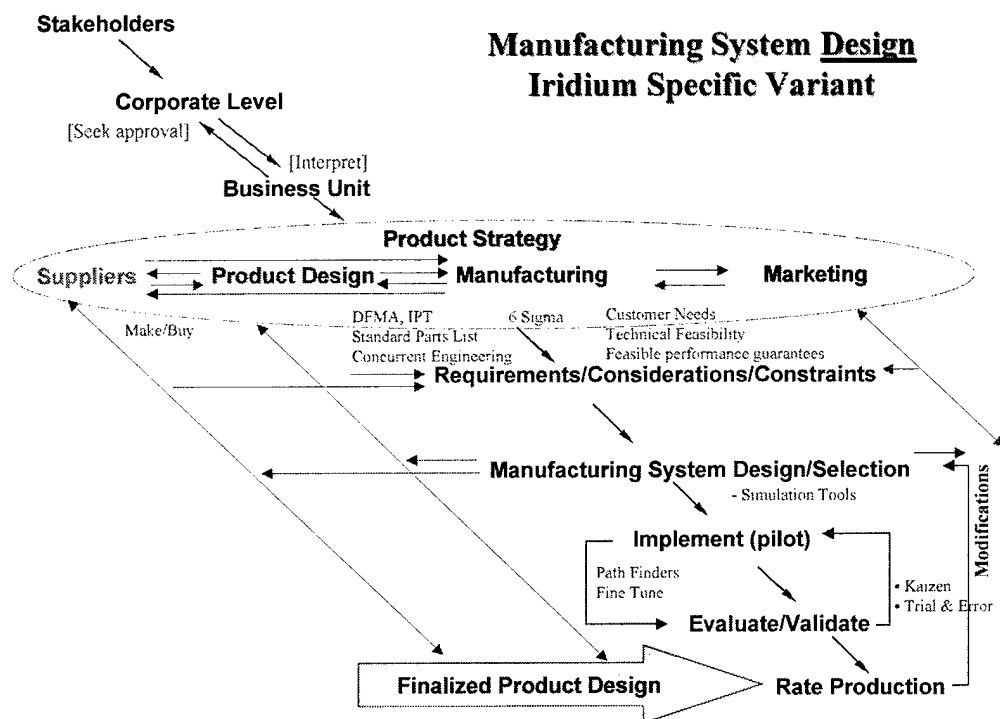 Stakeholders
Manufacturing System Design
Iridium Specific Variant
Corporate Level
[Seek approval]
[Interpret]
Business Unit
Product Strategy
Suppliers
Product Design
Manufacturing
Marketing
Make/Buy
DFMA, IPT
Standard Parts List
Concurrent Engineering
6 Sigma
Customer Needs
Technical Feasibility
Feasible performance guarantees
Requirements/Considerations/Constraints
Manufacturing System Design/Selection
- Simulation Tools
Modifications
Implement (pilot)
Path Finders
Fine Tune
• Kaizen
• Trial & Error
Evaluate/Validate
Finalized Product Design
Rate Production